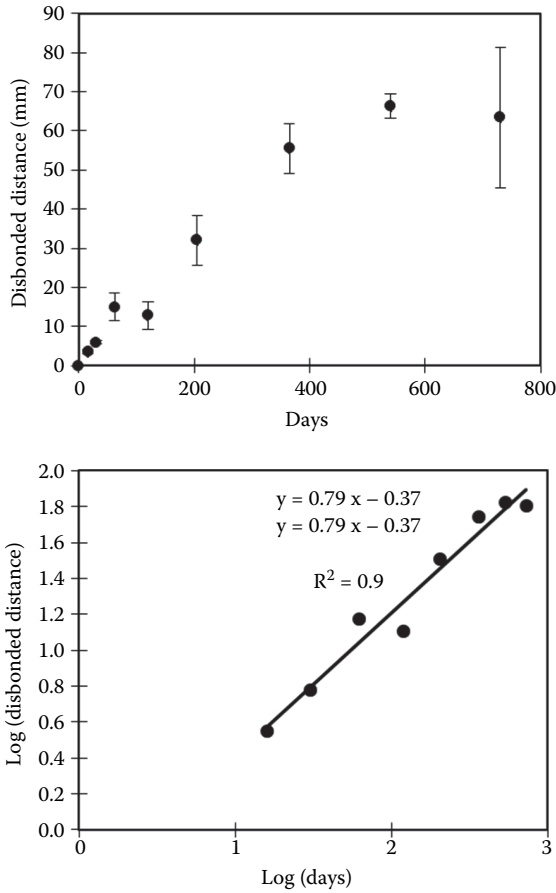 90
80
70
60
50
40
30
20
10
0
Disbonded distance (mm)
0 200 400 600 800
Days
2.0
1.8
1.6
1.4
1.2
1.0
0.8
0.6
0.4
0.2
0.0
Log (disbonded distance)
y = 0.79 x – 0.37
y = 0.79 x – 0.37
R² = 0.9
0 1 2 3
Log (days)